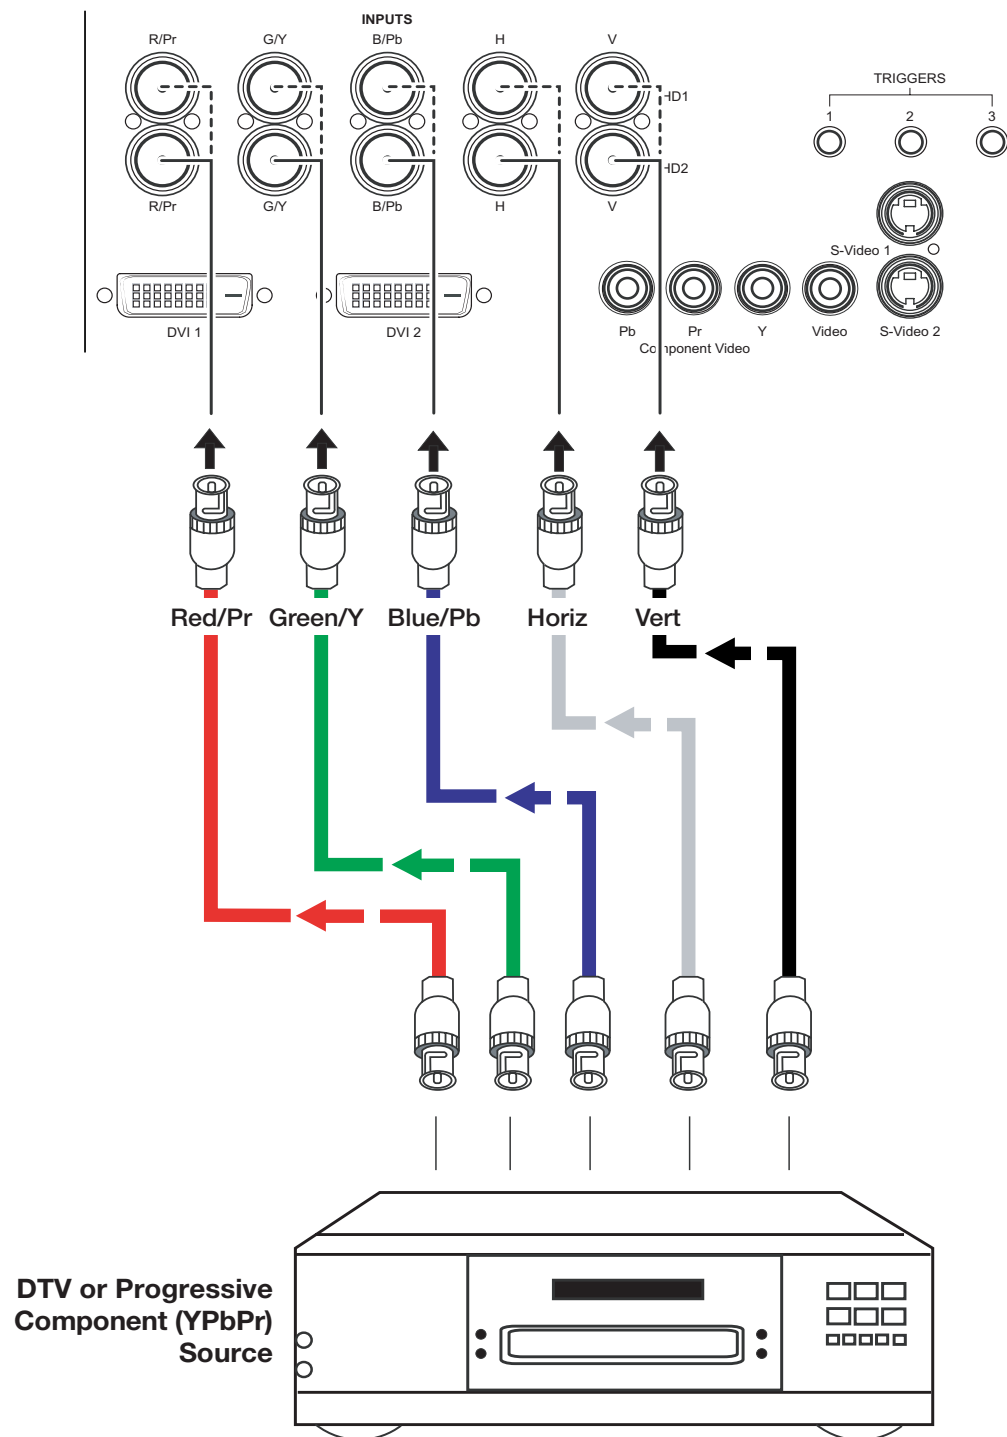 INPUTS
R/Pr G/Y B/Pb H V
HD1
TRIGGERS
1 2 3
HD2
R/Pr G/Y B/Pb H V
S-Video 1
DVI 1 DVI 2
Pb Pr Y Video S-Video 2
Component Video
Red/Pr Green/Y Blue/Pb Horiz Vert
DTV or Progressive
Component (YPbPr)
Source